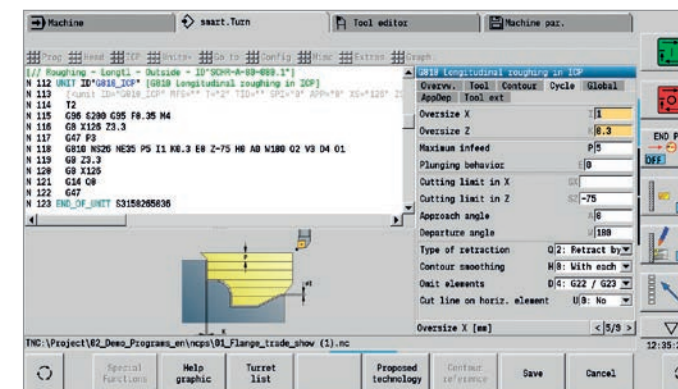 Machine
smart.Turn
Tool editor
Machine par.
Prog Head ICP Units Go to Config Misc Extras Graph.
[// Roughing - Longtl - Outside - ID"SCHR-A-80-080.1"]
N 112 UNIT ID"G810_ICP" [G810 Longitudinal roughing in ICP]
N 113
N 114 T2
N 115 G96 S200 G95 F0.35 M4
N 116 G0 X126 Z3.3
N 117 G47 P3
N 118 G810 NS26 NE35 P5 I1 K0.3 E0 Z-75 H0 A0 W180 Q2 V3 D4 O1
N 119 G0 Z3.3
N 120 G0 X126
N 121 G14 Q0
N 122 G47
N 123 END_OF_UNIT S3158265836
G810 Longitudinal roughing in ICP
Overvw. Tool Contour Cycle Global
AppDep Tool ext
Oversize X I 1
Oversize Z K 0.3
Maximum infeed P 5
Plunging behavior E 0
Cutting limit in X SX
Cutting limit in Z SZ -75
Approach angle A 0
Departure angle W 180
Type of retraction Q 2: Retract by
Contour smoothing H 0: With each
Omit elements D 4: G22 / G23
Cut line on horiz. element U 0: No
Oversize X [mm] < 5/9 >
TNC:\Project\02_Demo_Programs_en\ncps\01_Flange_trade_show (1).nc
Special Functions
Help graphic
Turret list
Proposed technology
Contour reference
Save
Cancel
END P
OFF
12:35: